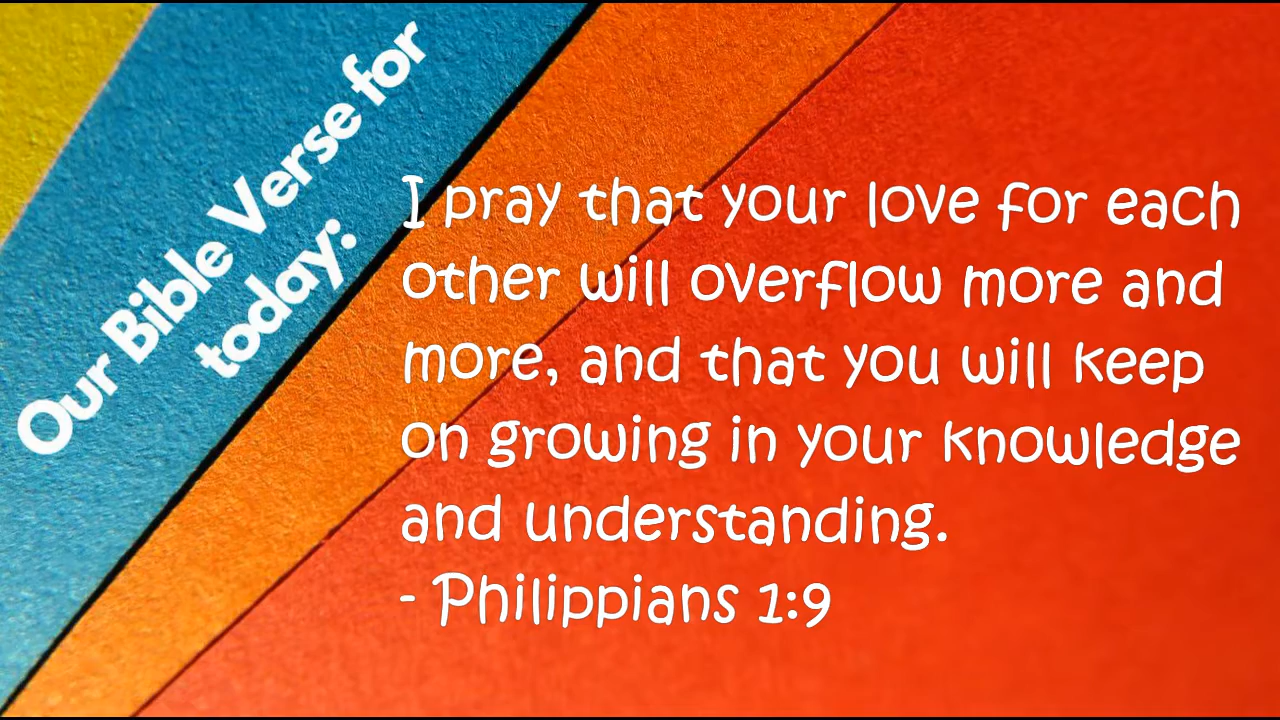 Our Bible Verse for
today:
I pray that your love for each
other will overflow more and
more, and that you will keep
on growing in your knowledge
and understanding.
- Philippians 1:9